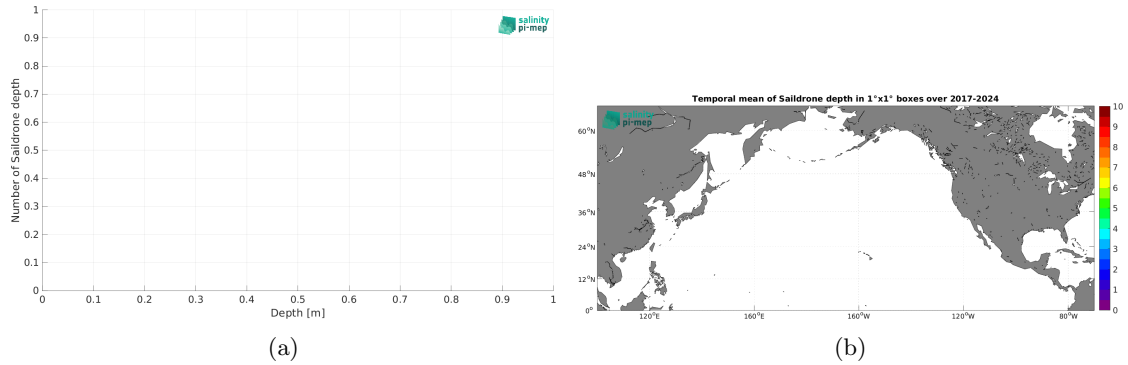 1
0.9
0.8
0.7
0.6
0.5
0.4
0.3
0.2
0.1
0
Number of Saildrone depth
0 0.1 0.2 0.3 0.4 0.5 0.6 0.7 0.8 0.9 1
Depth [m]
salinity
pi-mep
(a)
Temporal mean of Saildrone depth in 1°x1° boxes over 2017-2024
salinity
pi-mep
60°N
48°N
36°N
24°N
12°N
0°
120°E 160°E 160°W 120°W 80°W
10
9
8
7
6
5
4
3
2
1
0
(b)